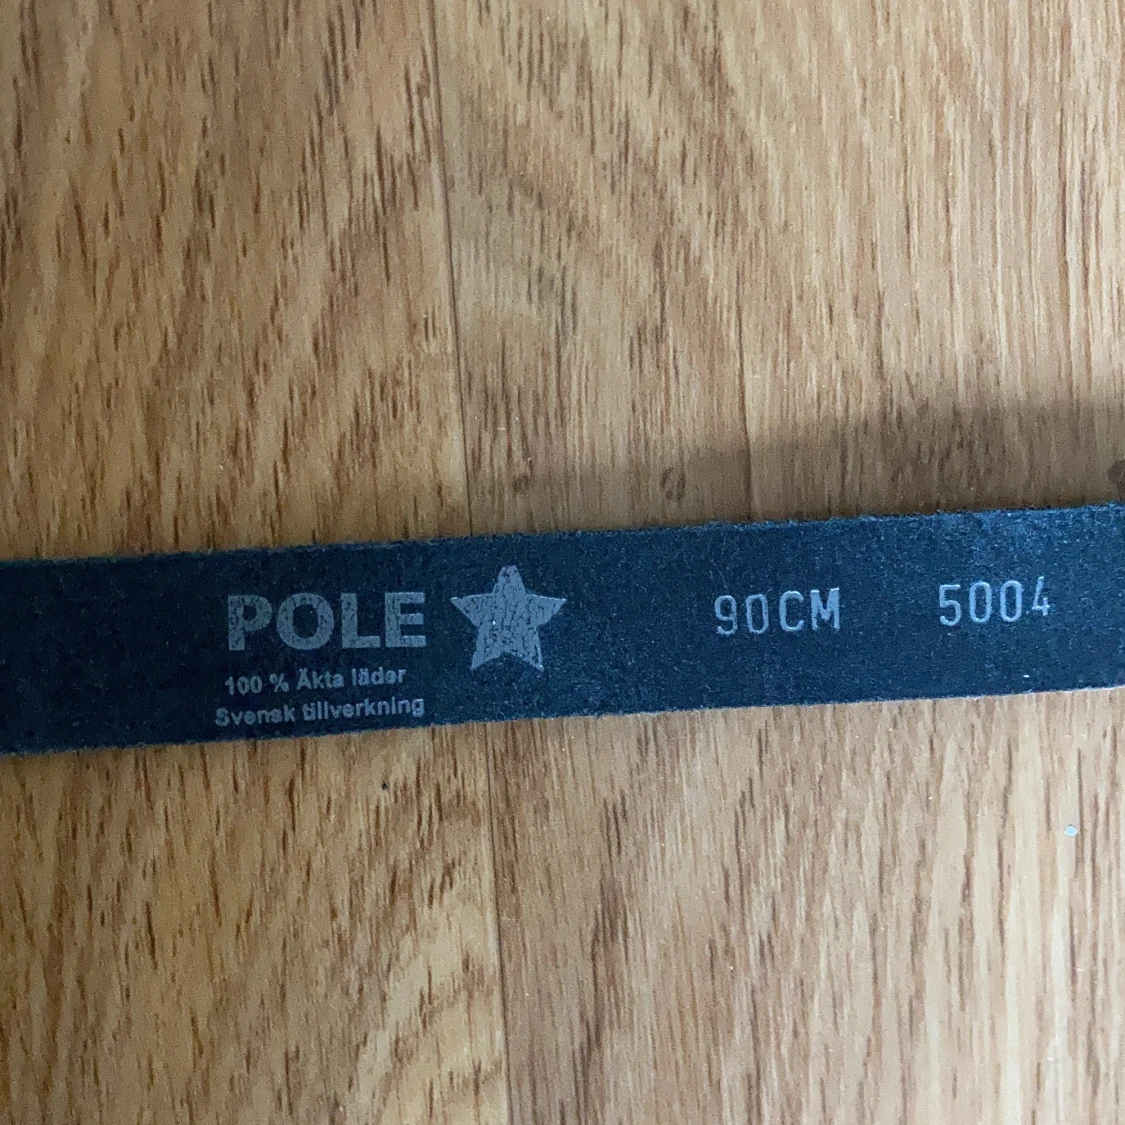 POLE
100 % Äkta läder
Svensk tillverkning
90CM 5004